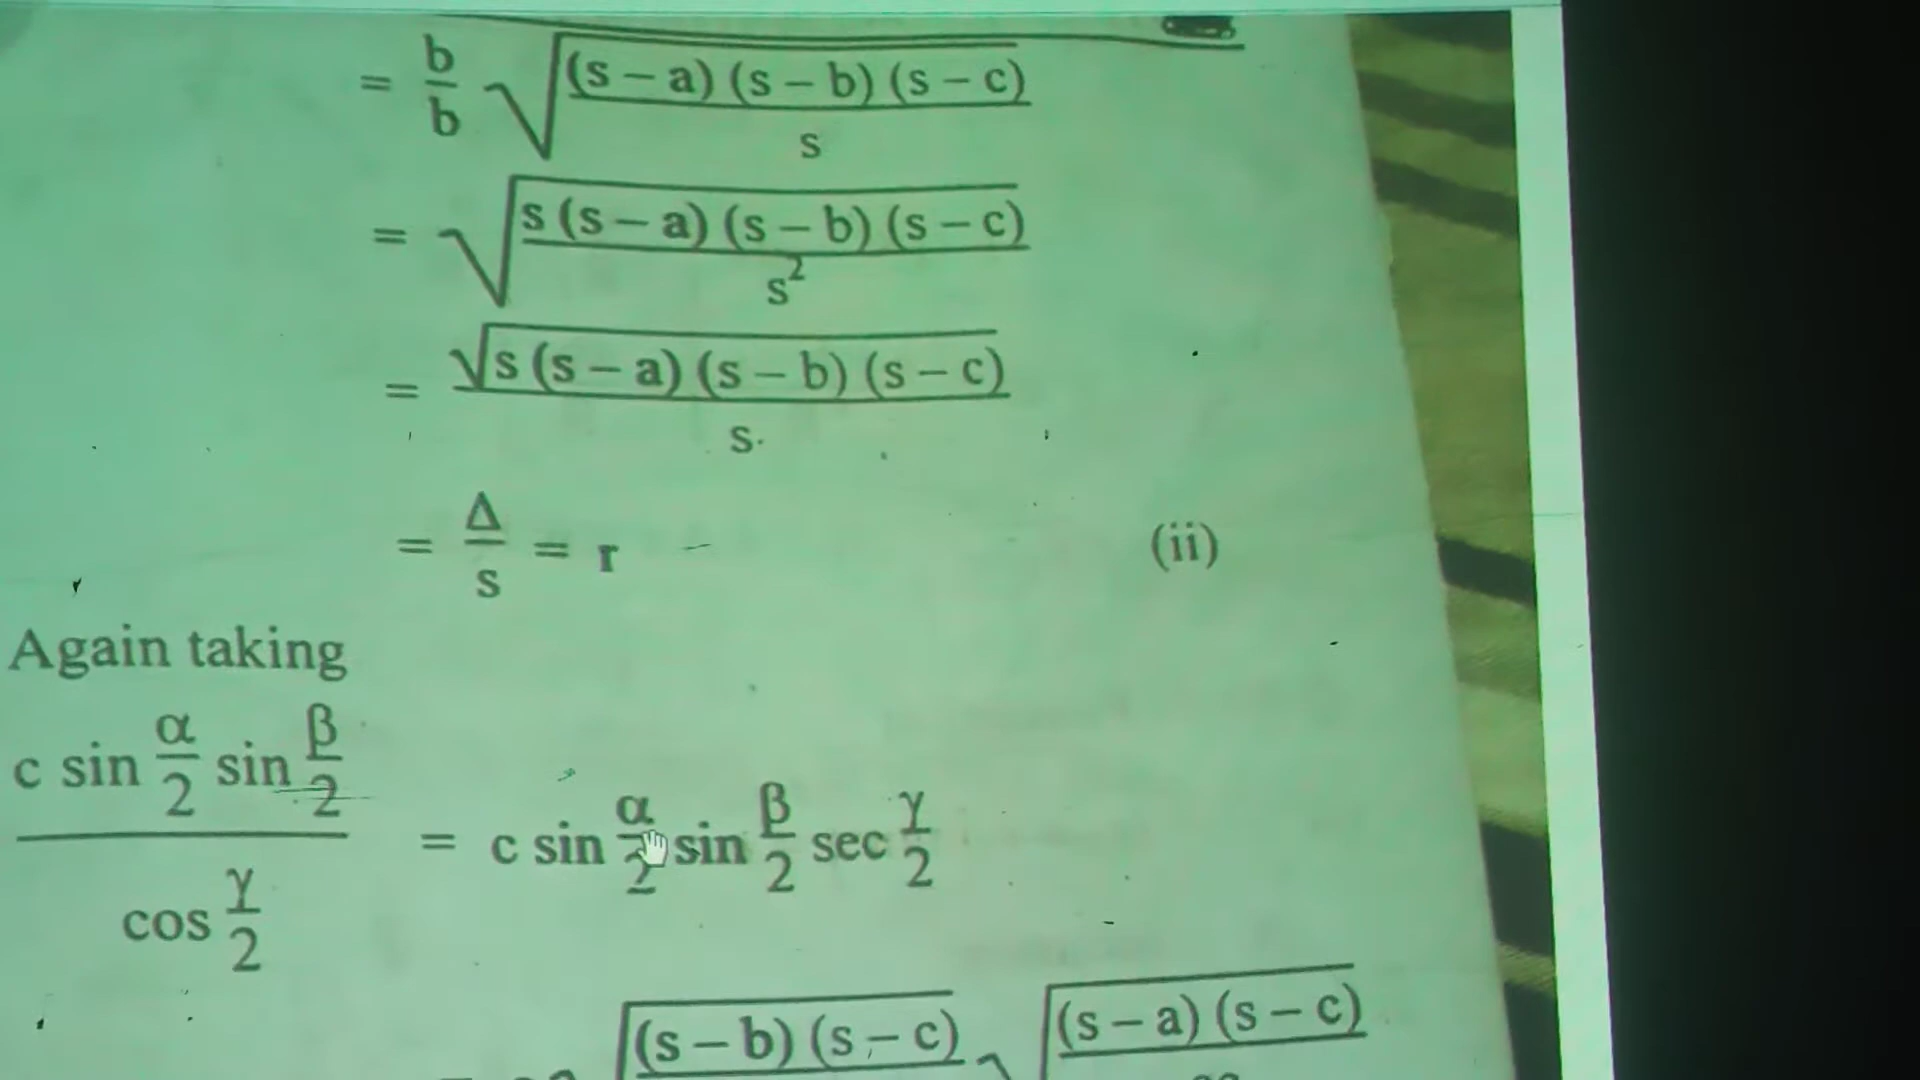 = b/b √((s – a) (s – b) (s – c) / s)
= √(s (s – a) (s – b) (s – c) / s²)
= √s (s – a) (s – b) (s – c) / s
= Δ/s = r (ii)
Again taking
c sin α/2 sin β/2 / cos γ/2 = c sin α/2 sin β/2 sec γ/2
√(s – b) (s – c) √(s – a) (s – c)